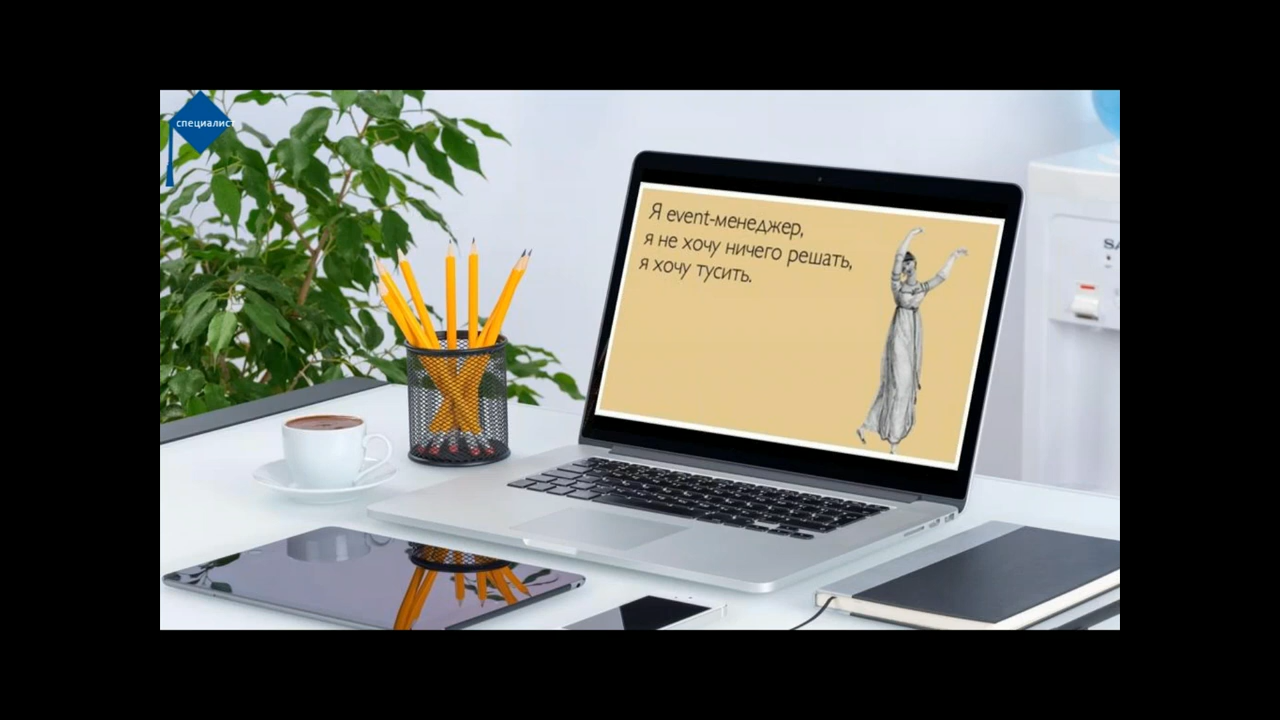 специалист
Я event-менеджер,
я не хочу ничего решать,
я хочу тусить.